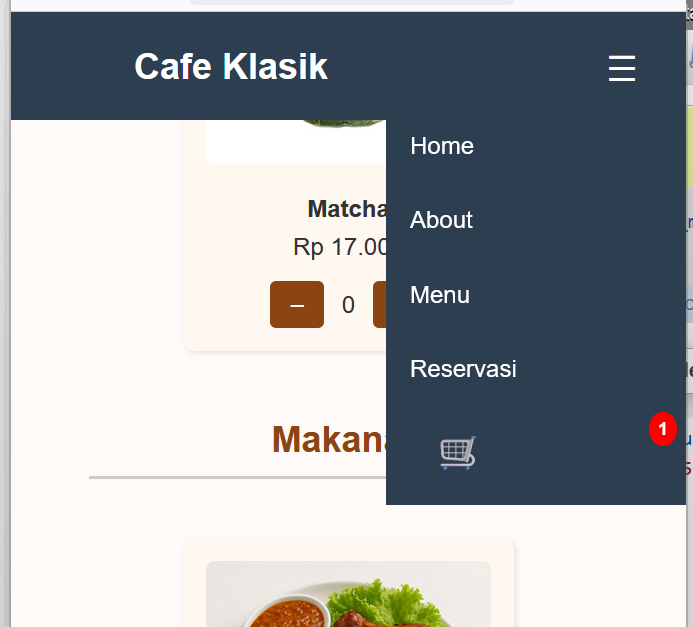 Cafe Klasik
☰
Home
Matcha
About
Rp 17.00
– 0
Menu
Reservasi
1
Makana